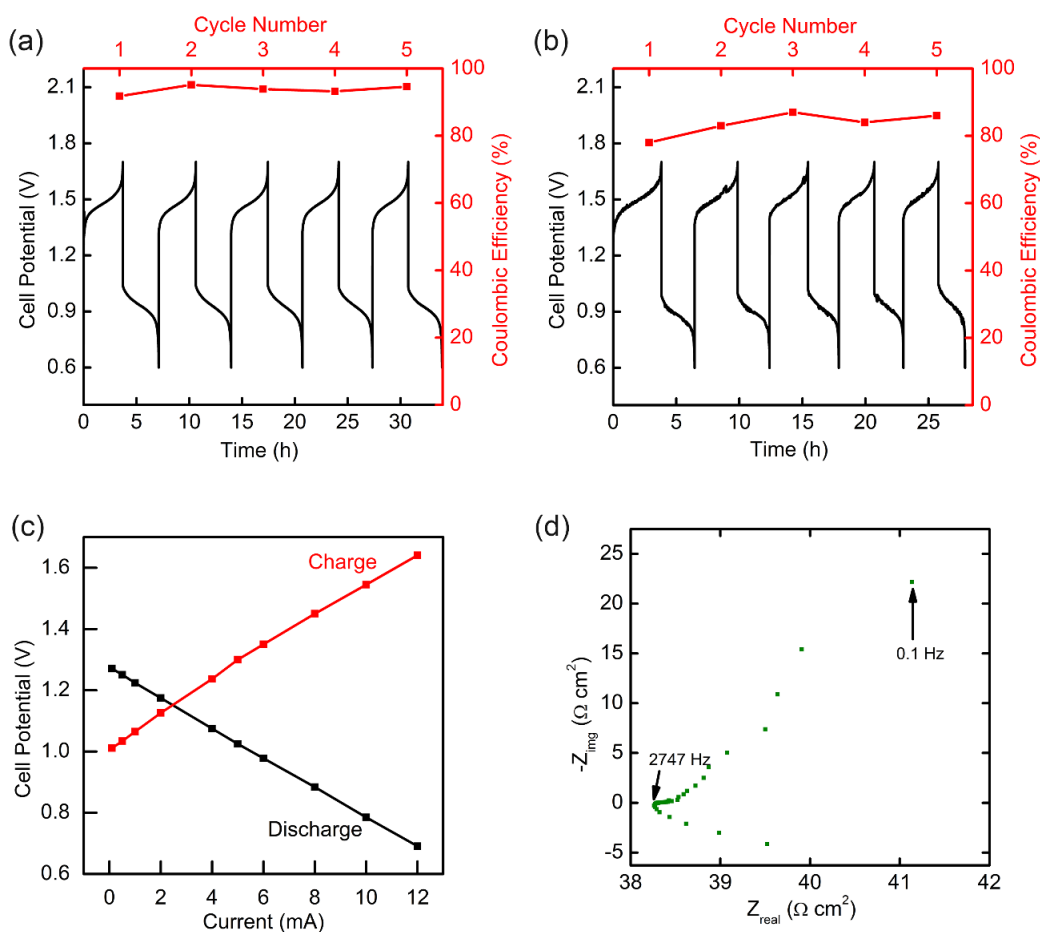 (a)
Cycle Number
1 2 3 4 5
2.1
1.8
1.5
1.2
0.9
0.6
Cell Potential (V)
100
80
60
40
20
0
Coulombic Efficiency (%)
0 5 10 15 20 25 30
Time (h)
(b)
Cycle Number
1 2 3 4 5
2.1
1.8
1.5
1.2
0.9
0.6
Cell Potential (V)
100
80
60
40
20
0
Coulombic Efficiency (%)
0 5 10 15 20 25
Time (h)
(c)
1.6
1.4
1.2
1.0
0.8
0.6
Cell Potential (V)
Charge
Discharge
0 2 4 6 8 10 12
Current (mA)
(d)
25
20
15
10
5
0
-5
-Zimg (Ω cm²)
0.1 Hz
2747 Hz
38 39 40 41 42
Zreal (Ω cm²)